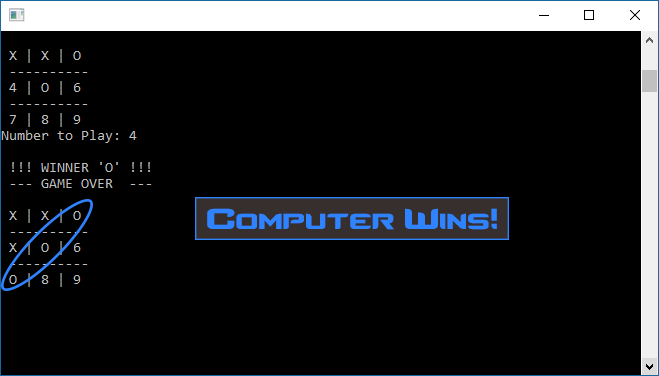 X | X | O
----------
4 | O | 6
----------
7 | 8 | 9
Number to Play: 4
!!! WINNER 'O' !!!
--- GAME OVER  ---
X | X | O
----------
X | O | 6
----------
O | 8 | 9
Computer Wins!